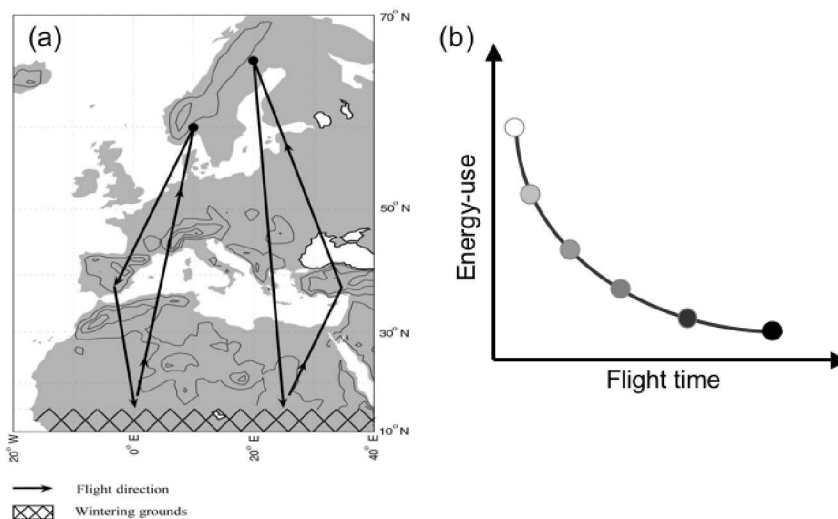 (a)
70° N
50° N
30° N
10° N
20° W
0° E
20° E
40° E
Flight direction
Wintering grounds
(b)
Energy-use
Flight time